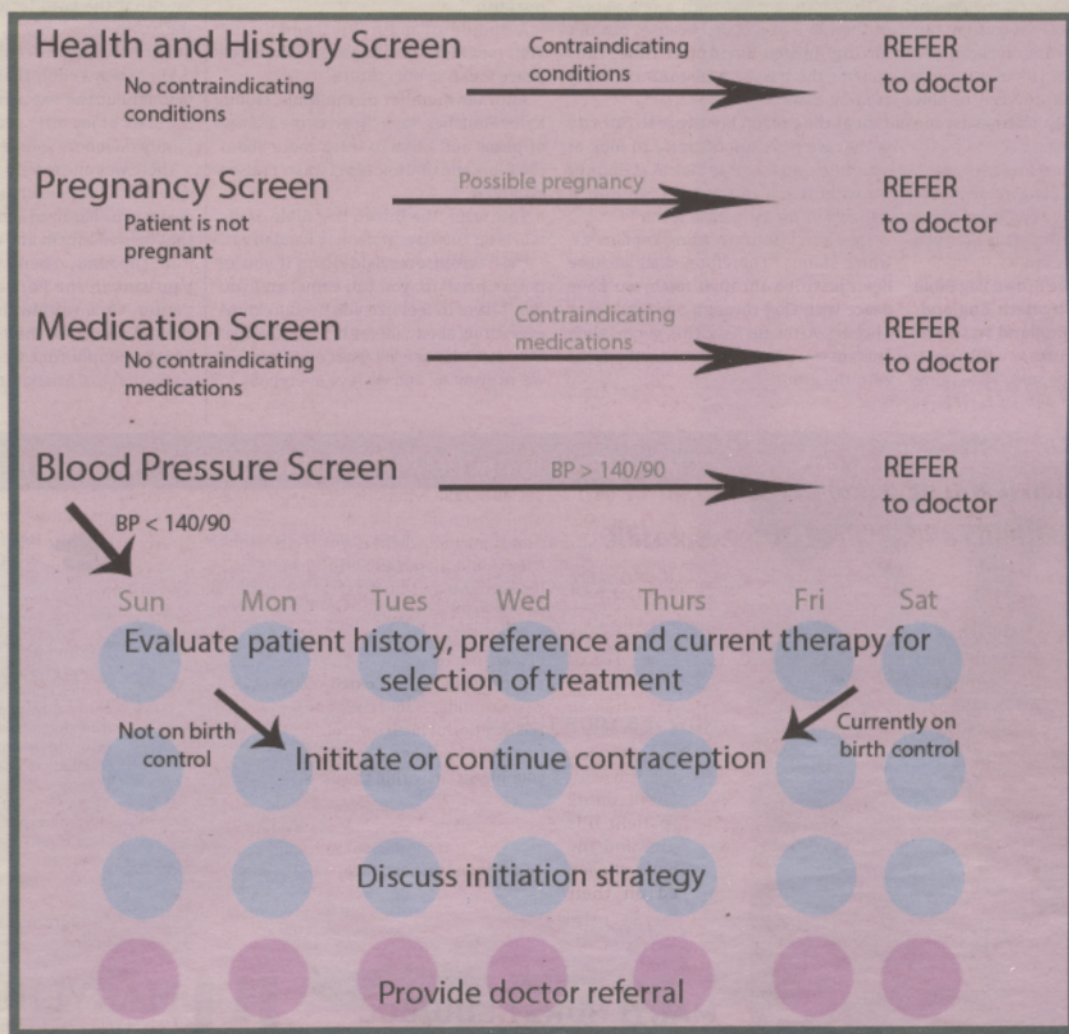 Health and History Screen
No contraindicating
conditions
Contraindicating
conditions
REFER
to doctor
Pregnancy Screen
Patient is not
pregnant
Possible pregnancy
REFER
to doctor
Medication Screen
No contraindicating
medications
Contraindicating
medications
REFER
to doctor
Blood Pressure Screen
BP > 140/90
REFER
to doctor
BP < 140/90
Sun Mon Tues Wed Thurs Fri Sat
Evaluate patient history, preference and current therapy for
selection of treatment
Not on birth
control
Currently on
birth control
Inititate or continue contraception
Discuss initiation strategy
Provide doctor referral